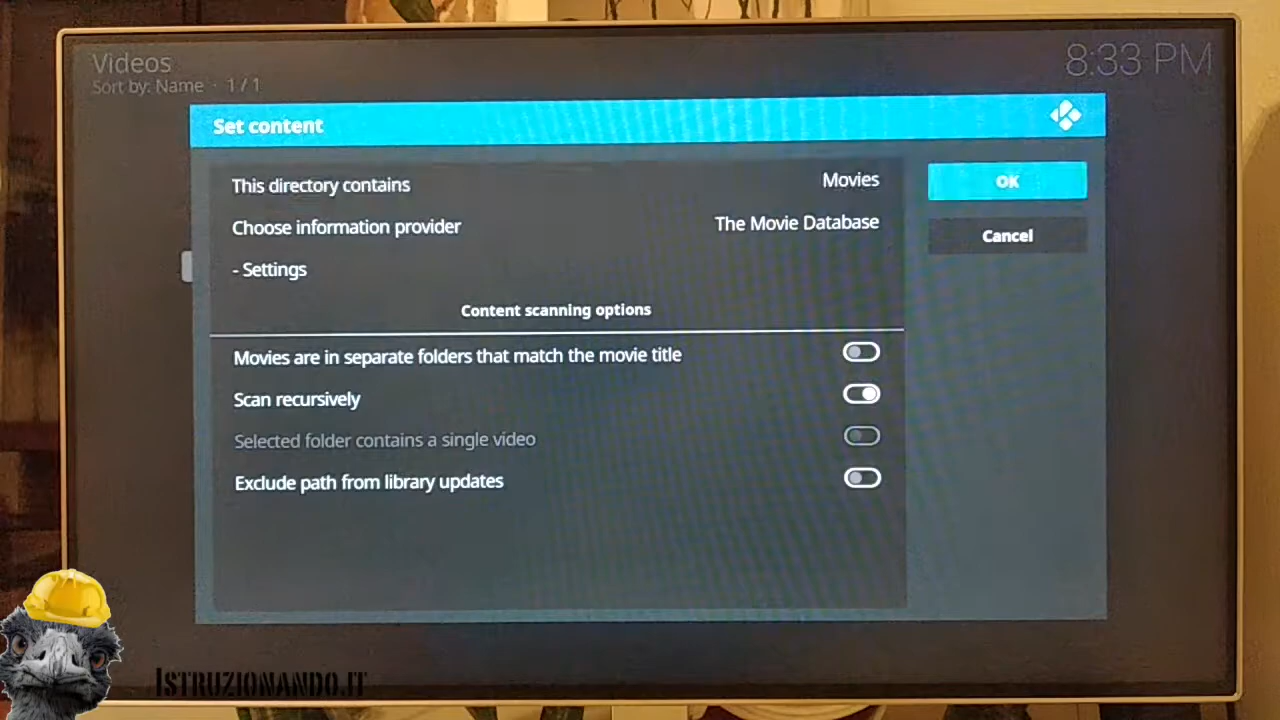 Videos
Sort by: Name · 1 / 1
8:33 PM
Set content
This directory contains
Movies
OK
Choose information provider
The Movie Database
Cancel
- Settings
Content scanning options
Movies are in separate folders that match the movie title
Scan recursively
Selected folder contains a single video
Exclude path from library updates
ISTRUZIONANDO.IT